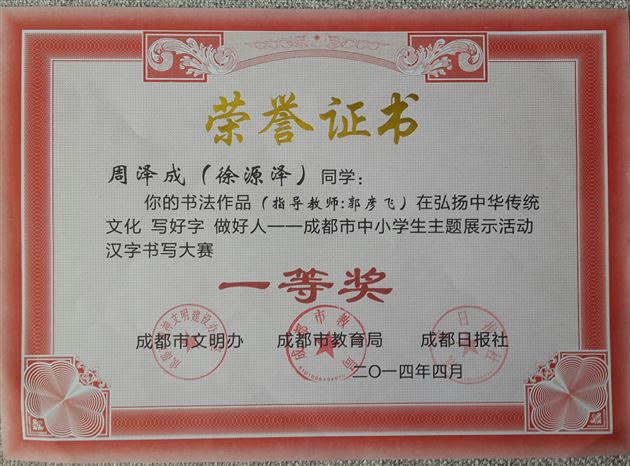 荣誉证书
周泽成（徐源泽）同学：
你的书法作品（指导教师:郭彦飞）在弘扬中华传统
文化 写好字 做好人——成都市中小学生主题展示活动
汉字书写大赛
一等奖
成都市文明办 成都市教育局 成都日报社
二〇一四年四月